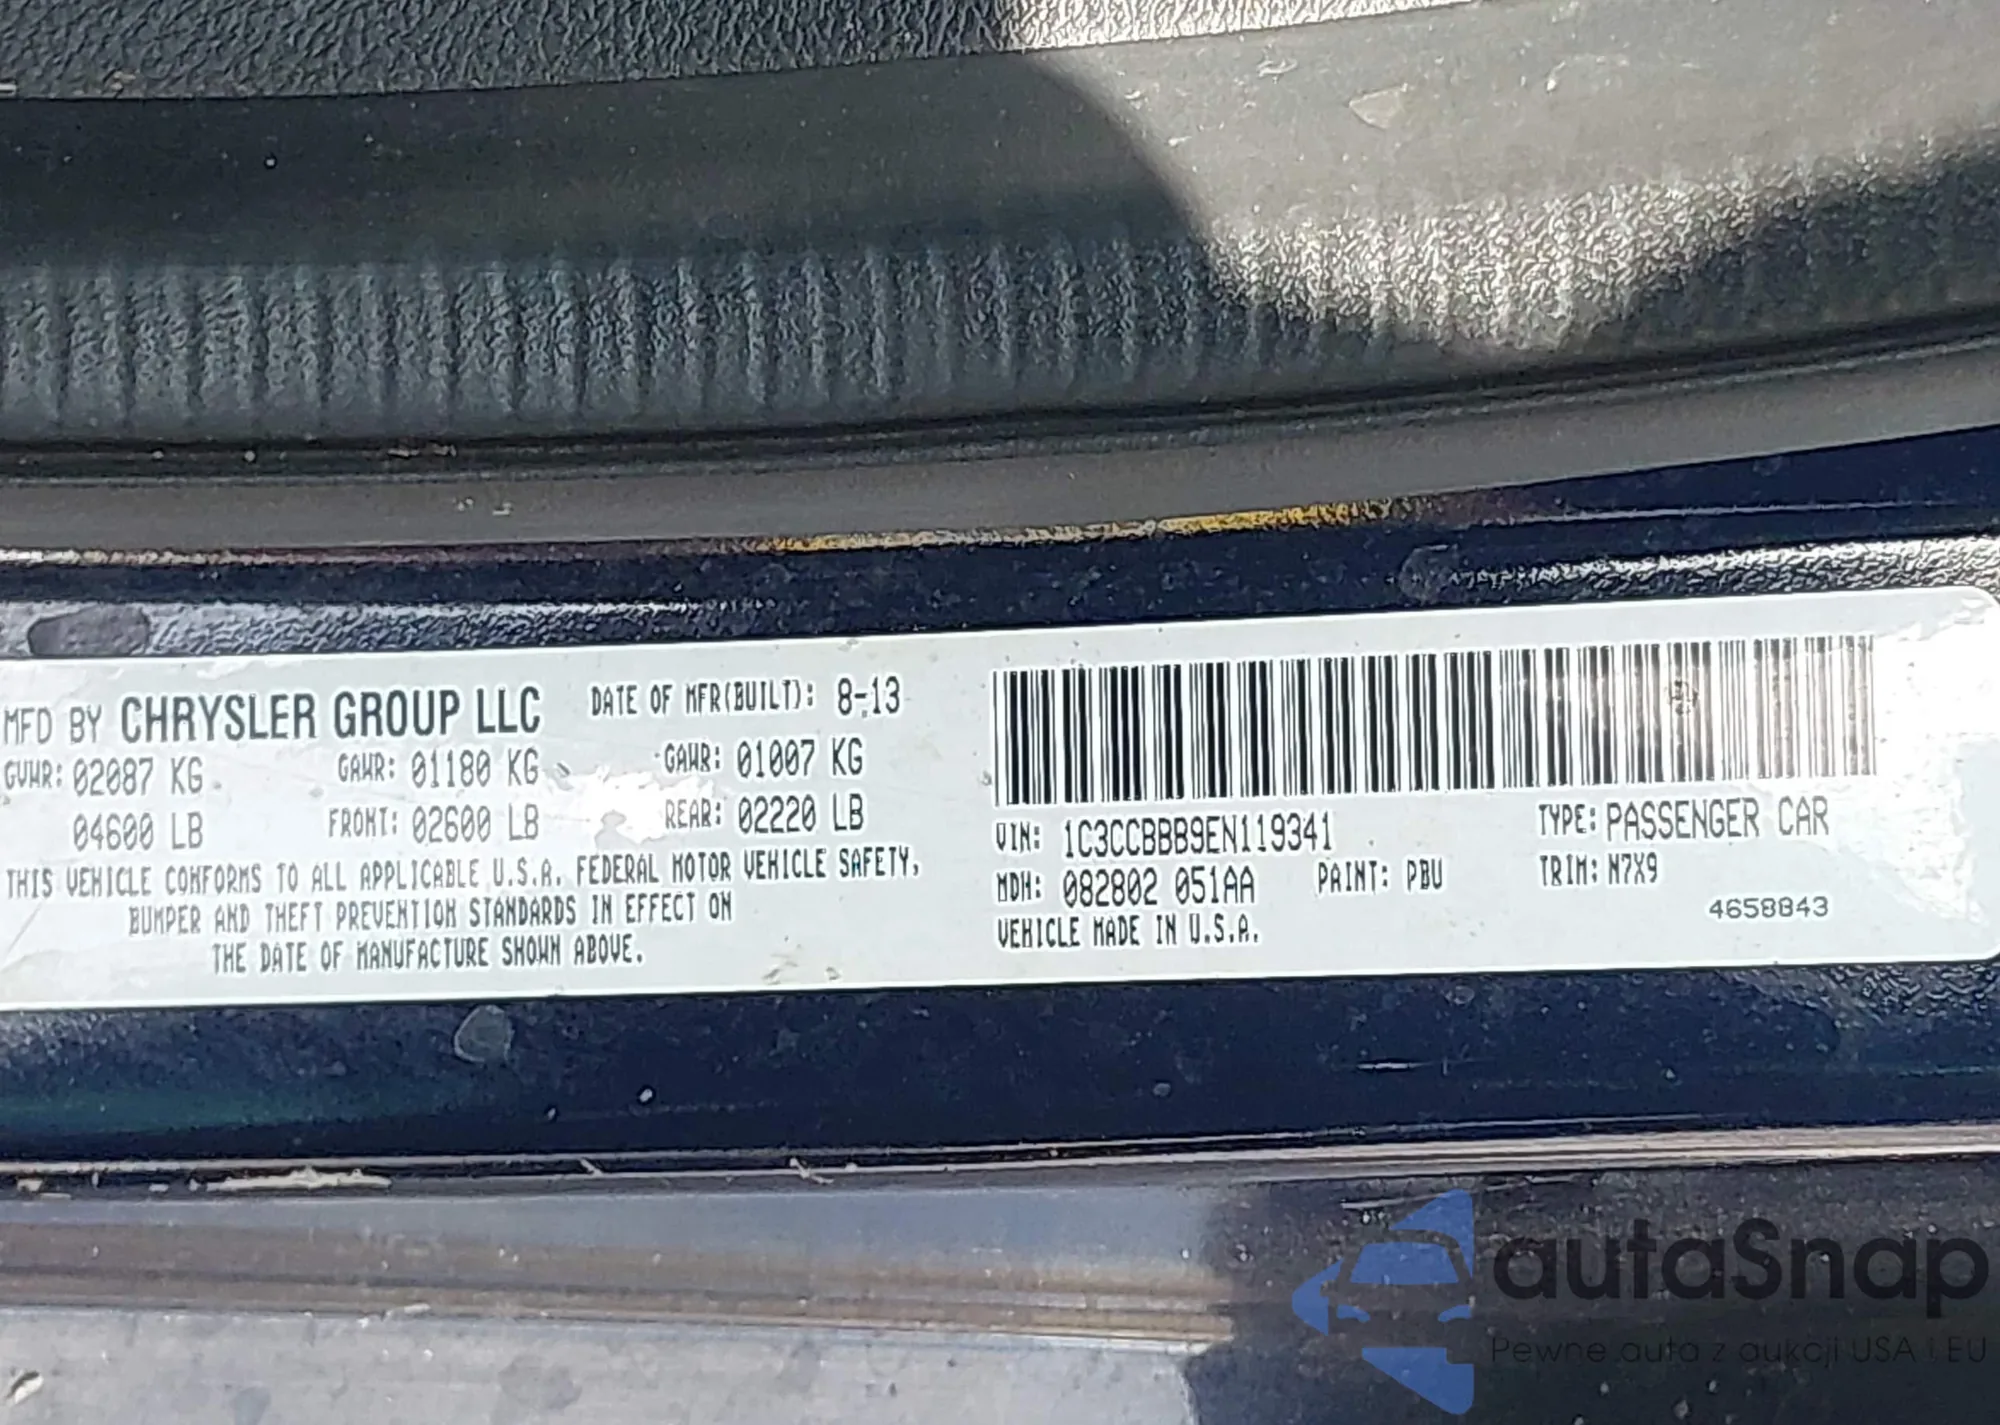 MFD BY CHRYSLER GROUP LLC DATE OF MFR(BUILT): 8-13
GVWR: 02087 KG GAWR: 01180 KG GAWR: 01007 KG
04600 LB FRONT: 02600 LB REAR: 02220 LB
THIS VEHICLE CONFORMS TO ALL APPLICABLE U.S.A. FEDERAL MOTOR VEHICLE SAFETY,
BUMPER AND THEFT PREVENTION STANDARDS IN EFFECT ON
THE DATE OF MANUFACTURE SHOWN ABOVE.
VIN: 1C3CCBBB9EN119341 TYPE: PASSENGER CAR
MDH: 082802 051AA PAINT: PBU TRIM: N7X9
VEHICLE MADE IN U.S.A. 4658843
autaSnap
Pewne auta z aukcji USA i EU